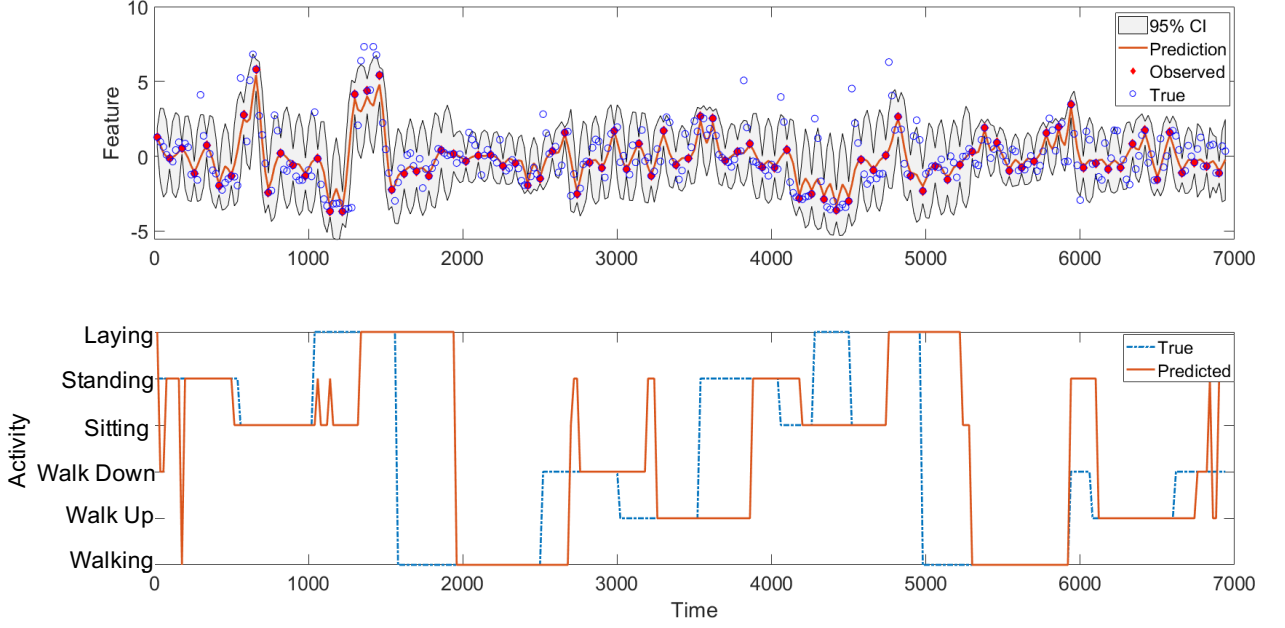 10
5
0
-5
Feature
95% CI
Prediction
Observed
True
0 1000 2000 3000 4000 5000 6000 7000
Laying
Standing
Sitting
Walk Down
Walk Up
Walking
Activity
True
Predicted
0 1000 2000 3000 4000 5000 6000 7000
Time